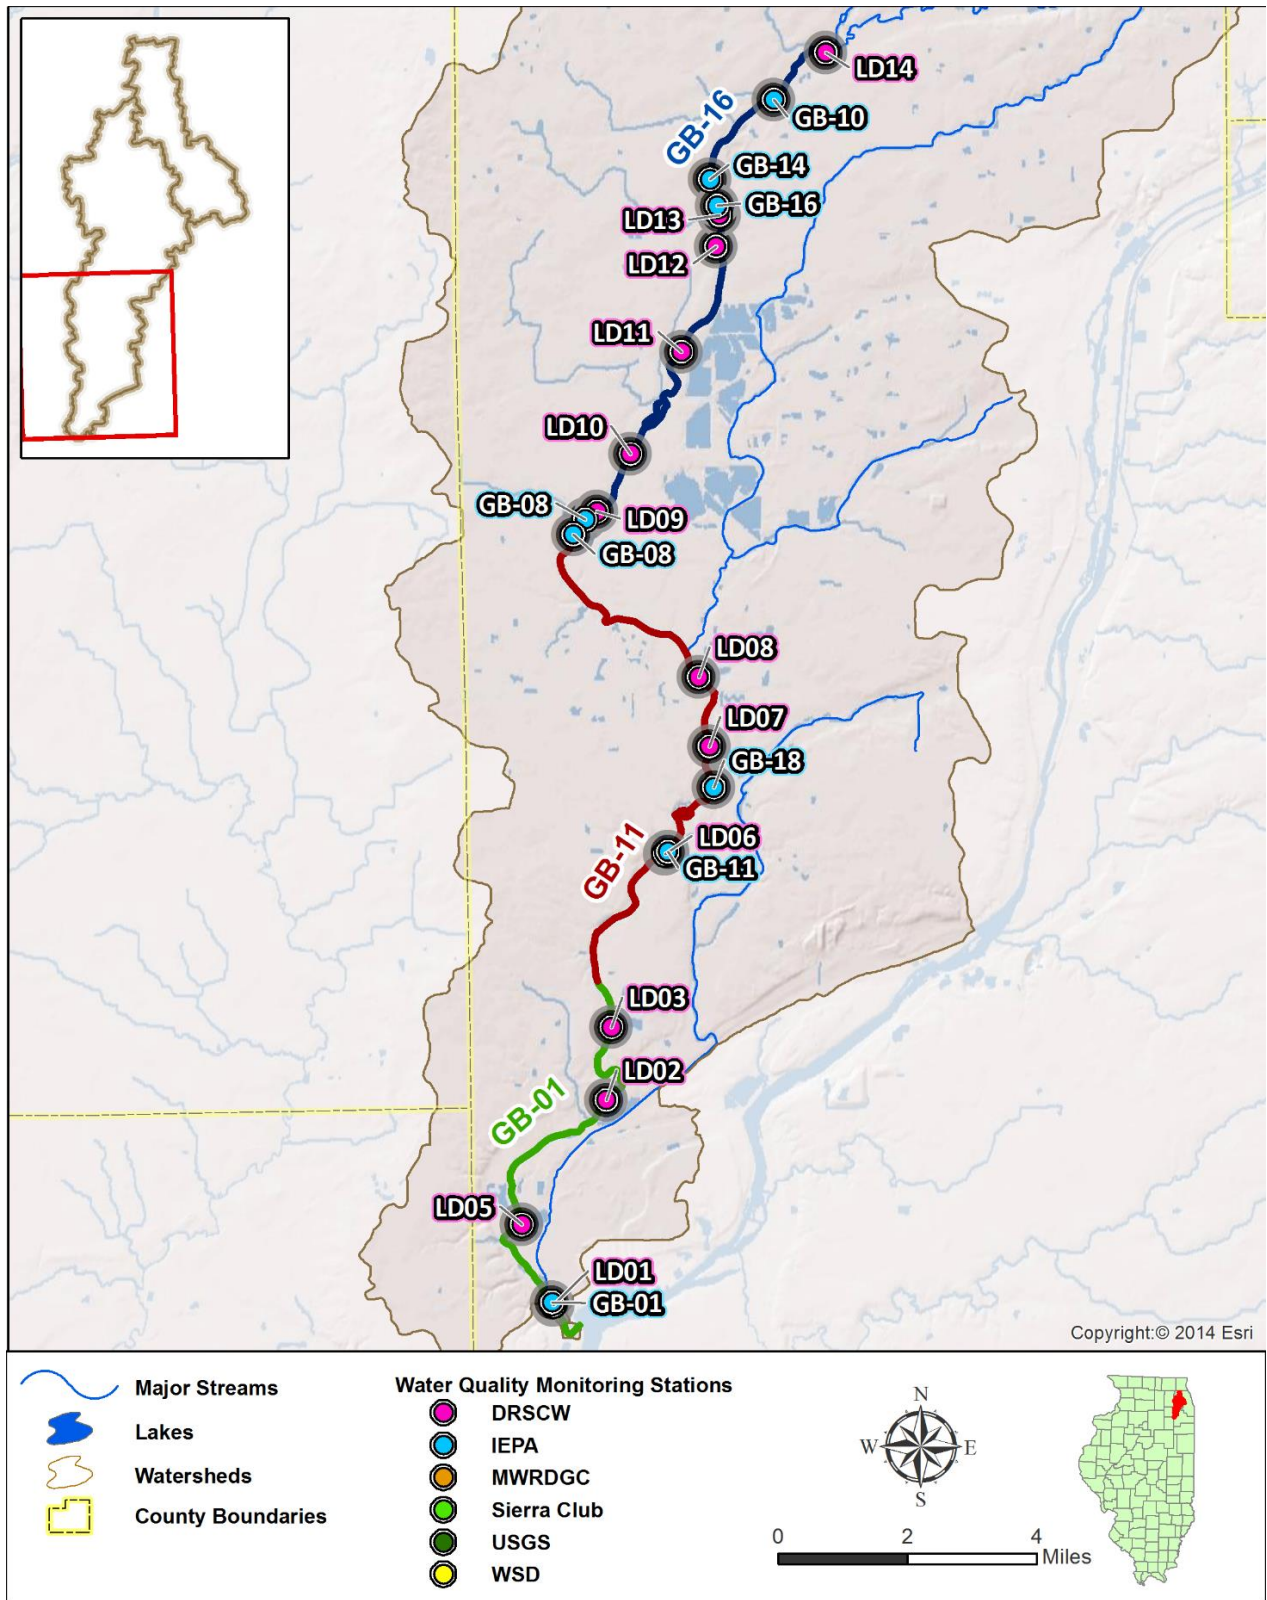 LD14
GB-10
GB-16
GB-14
GB-16
LD13
LD12
LD11
LD10
GB-08
LD09
GB-08
LD08
LD07
GB-18
LD06
GB-11
GB-11
LD03
LD02
GB-01
LD05
LD01
GB-01
Copyright:© 2014 Esri
Major Streams
Lakes
Watersheds
County Boundaries
Water Quality Monitoring Stations
DRSCW
IEPA
MWRDGC
Sierra Club
USGS
WSD
N
W E
S
0 2 4
Miles